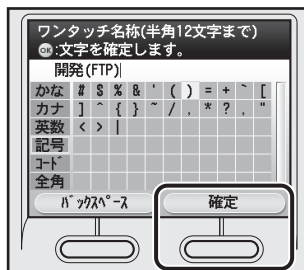 ワンタッチ名称(半角12文字まで)
OK:文字を確定します。
開発(FTP)
かな # $ % & ' ( ) = + ` [
カナ ] ^ { } ~ / , * ? . "
英数 < > |
記号
ｺｰﾄﾞ
全角
ﾊﾞｯｸｽﾍﾟｰｽ 確定